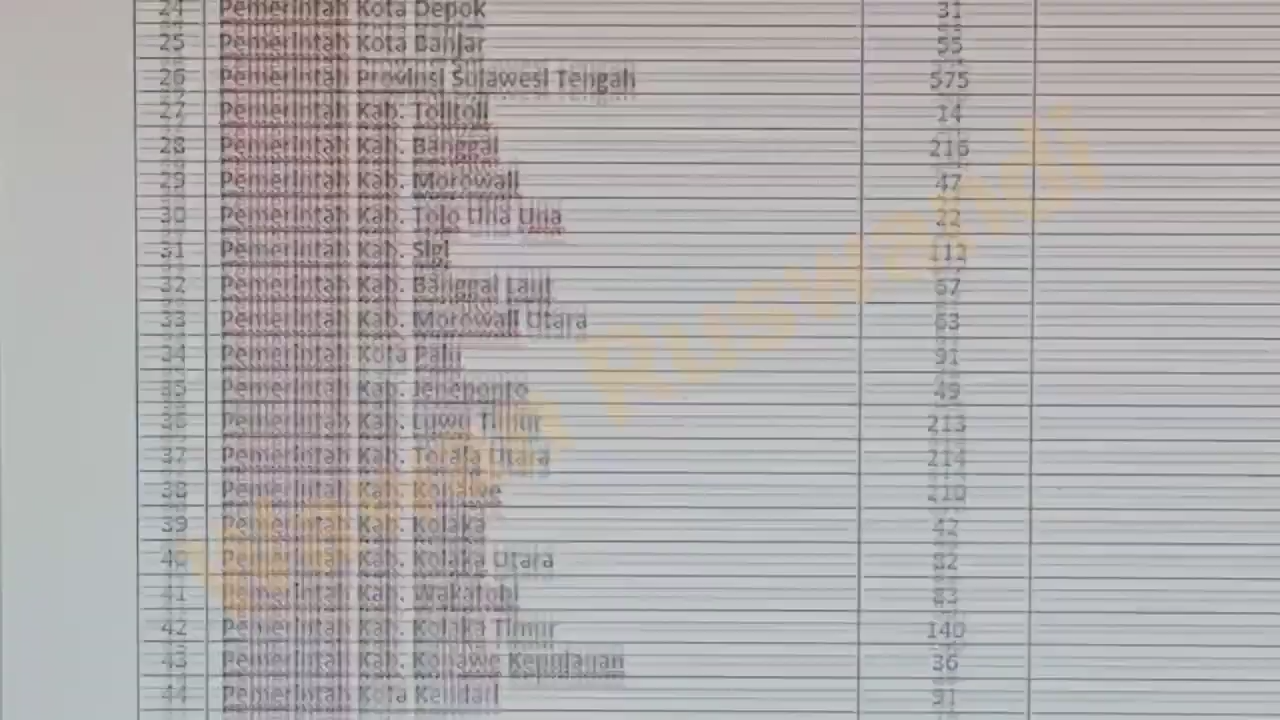 24 Pemerintah Kota Depok 31
25 Pemerintah Kota Banjar 55
26 Pemerintah Provinsi Sulawesi Tengah 575
27 Pemerintah Kab. Tolitoli 14
28 Pemerintah Kab. Banggai 216
29 Pemerintah Kab. Morowali 47
30 Pemerintah Kab. Tojo Una Una 22
31 Pemerintah Kab. Sigi
32 Pemerintah Kab. Banggai Laut 67
33 Pemerintah Kab. Morowali Utara 63
34 Pemerintah Kota Palu 91
35 Pemerintah Kab. Jeneponto 49
36 Pemerintah Kab. Luwu Timur 213
37 Pemerintah Kab. Toraja Utara 214
38 Pemerintah Kab. Konawe 210
39 Pemerintah Kab. Kolaka 42
40 Pemerintah Kab. Kolaka Utara 82
41 Pemerintah Kab. Wakatobi 83
42 Pemerintah Kab. Kolaka Timur 140
43 Pemerintah Kab. Konawe Kepulauan 36
44 Pemerintah Kota Kendari 91
Ruswandi